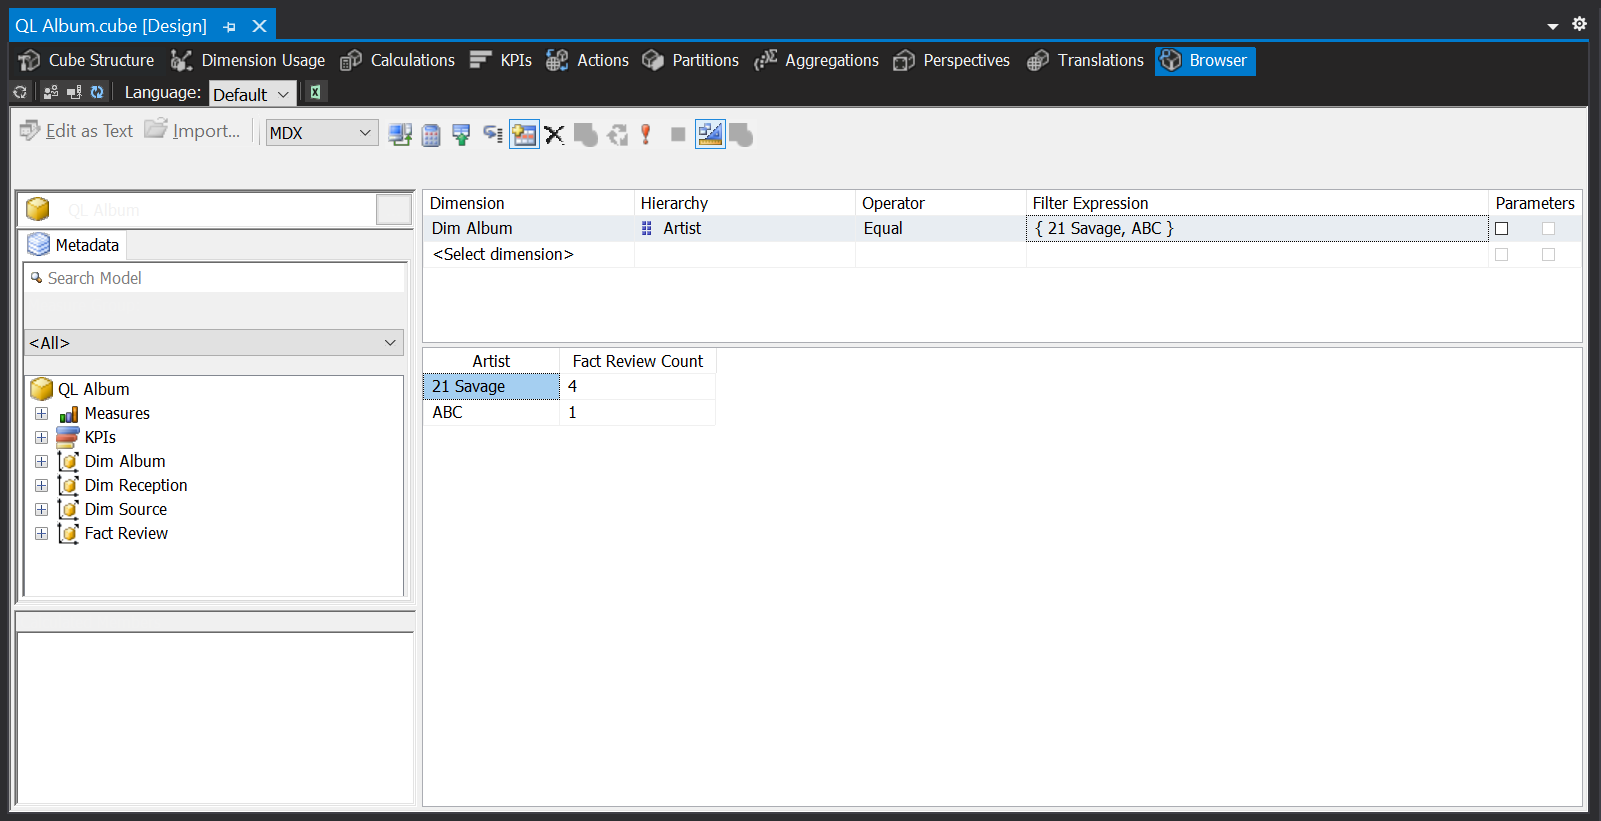 QL Album.cube [Design]
Cube Structure Dimension Usage Calculations KPIs Actions Partitions Aggregations Perspectives Translations Browser
Language: Default
Edit as Text Import... MDX
QL Album
Metadata
Search Model
<All>
QL Album
Measures
KPIs
Dim Album
Dim Reception
Dim Source
Fact Review
Dimension Hierarchy Operator Filter Expression Parameters
Dim Album Artist Equal { 21 Savage, ABC }
<Select dimension>
Artist Fact Review Count
21 Savage 4
ABC 1